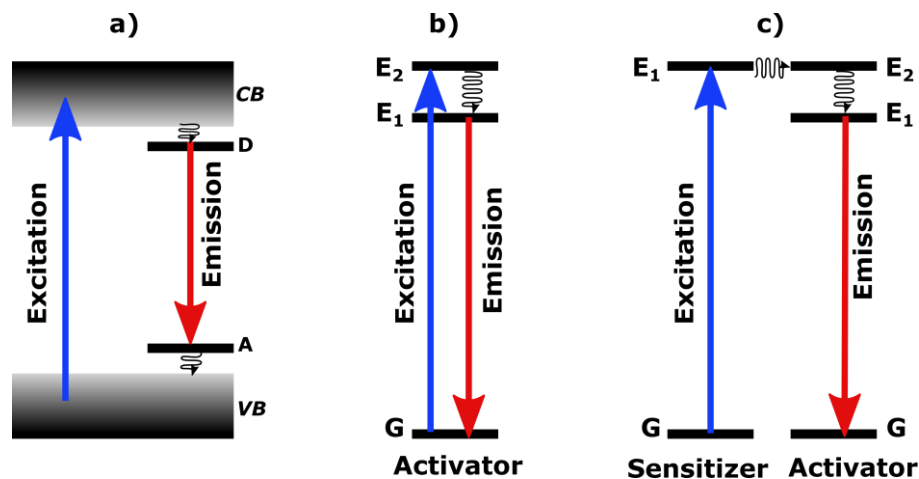 a)
CB
D
Excitation
Emission
A
VB
b)
E₂
E₁
Excitation
Emission
G
Activator
c)
E₁
E₂
E₁
Excitation
Emission
G
G
Sensitizer
Activator